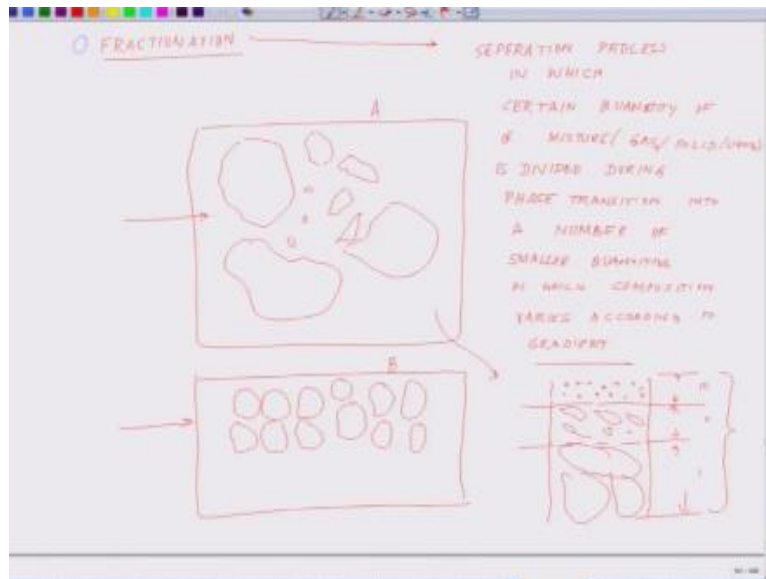 FRACTIONATION
SEPERATION PROCESS
IN WHICH
CERTAIN QUANTITY OF
A MIXTURE/ GAS/ SOLID/
IS DIVIDED DURING
PHASE TRANSITION INTO
A NUMBER OF
SMALLER QUANTITIES
IN WHICH COMPOSITION
VARIES ACCORDING TO
GRADIENT
A
B